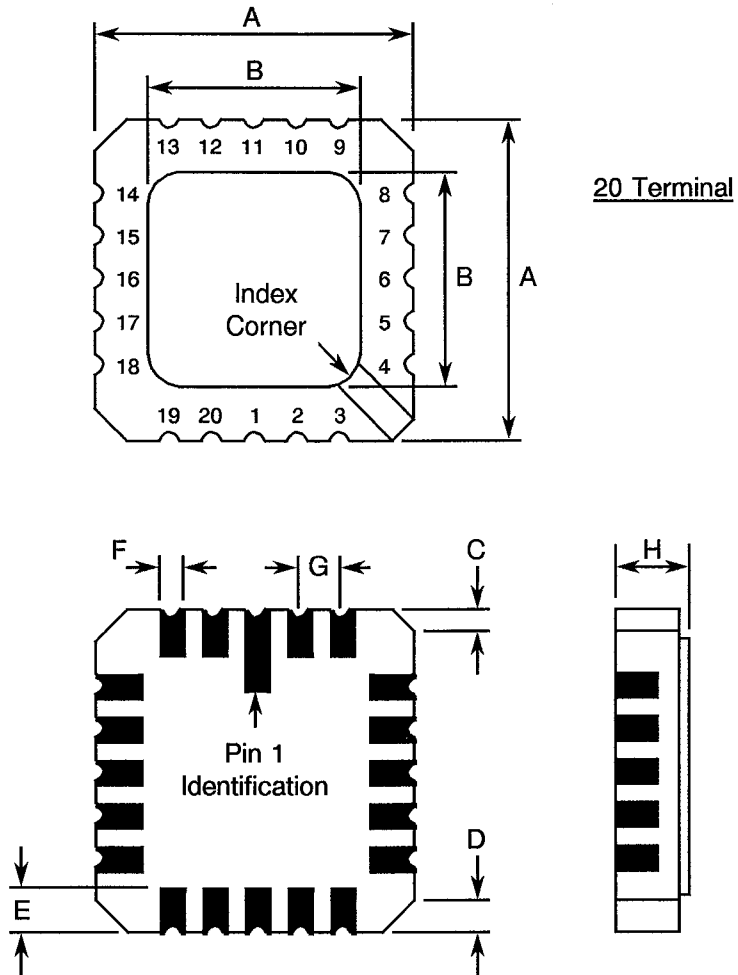 A
B
13 12 11 10 9
14 8
20 Terminal
15 7
16 6
B A
Index
Corner
17 5
18 4
19 20 1 2 3
F G C H
Pin 1
Identification
D
E